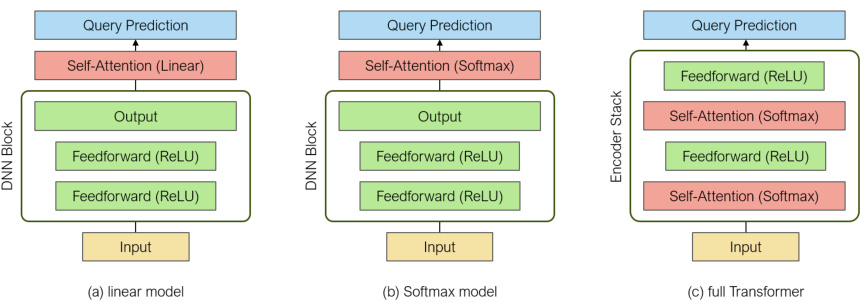 Query Prediction
Self-Attention (Linear)
DNN Block
Output
Feedforward (ReLU)
Feedforward (ReLU)
Input
(a) linear model
Query Prediction
Self-Attention (Softmax)
DNN Block
Output
Feedforward (ReLU)
Feedforward (ReLU)
Input
(b) Softmax model
Query Prediction
Encoder Stack
Feedforward (ReLU)
Self-Attention (Softmax)
Feedforward (ReLU)
Self-Attention (Softmax)
Input
(c) full Transformer